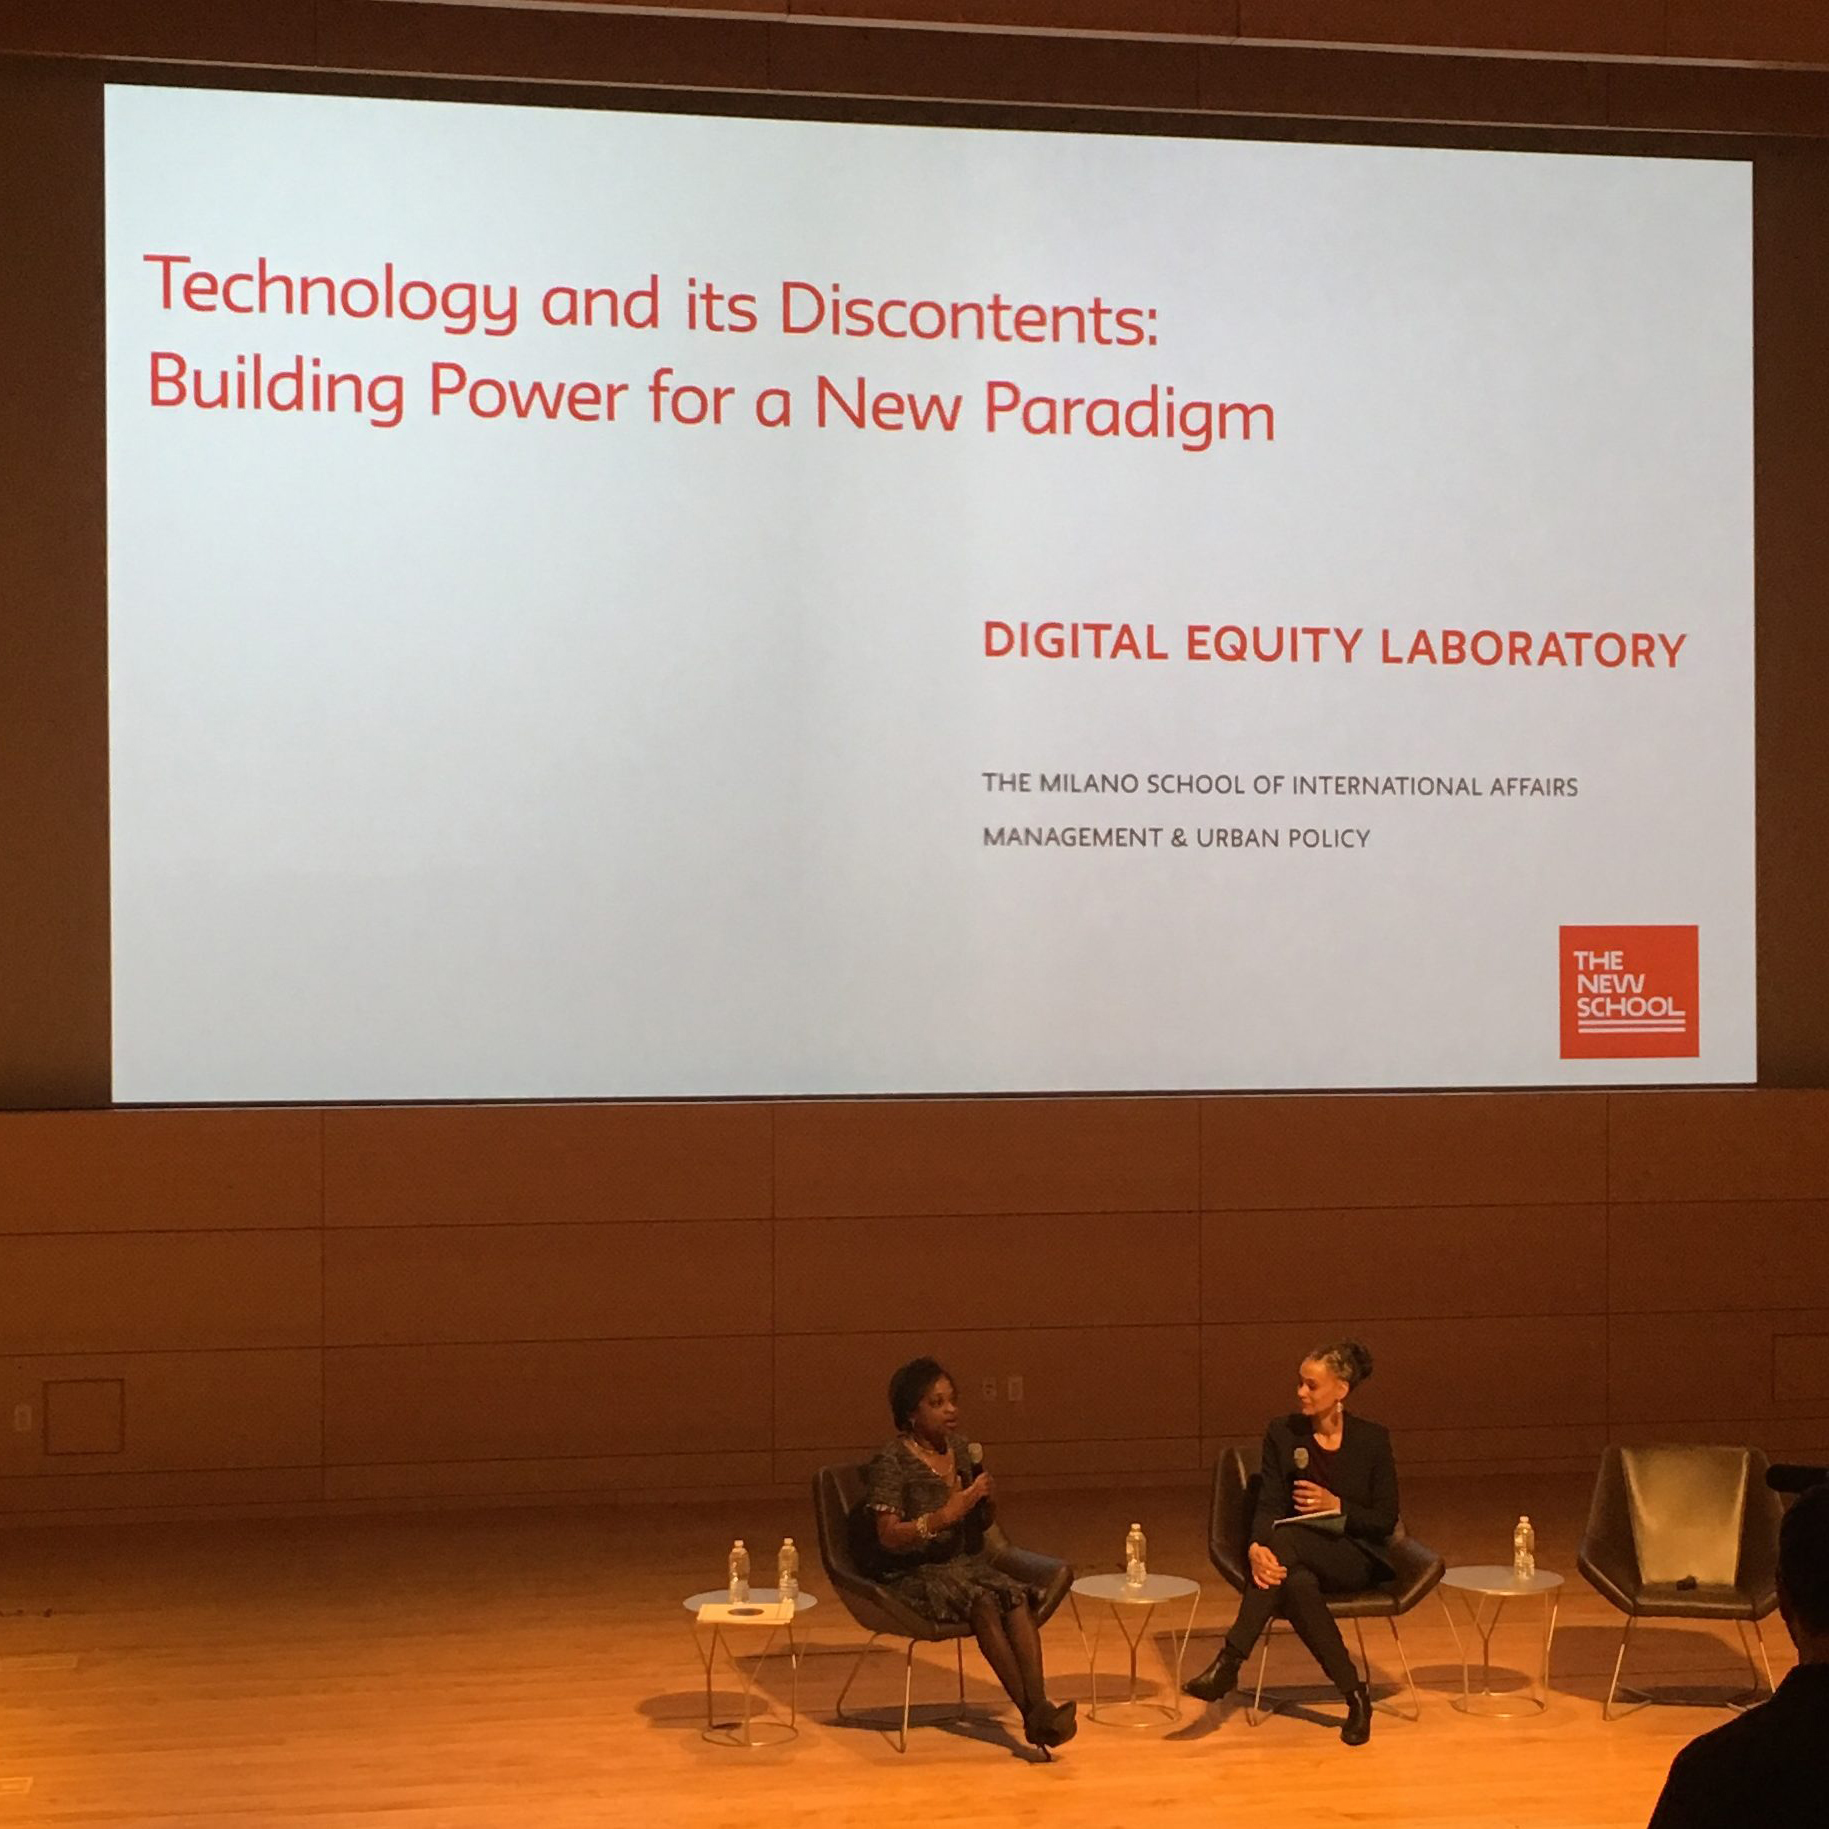 Technology and its Discontents:
Building Power for a New Paradigm
DIGITAL EQUITY LABORATORY
THE MILANO SCHOOL OF INTERNATIONAL AFFAIRS
MANAGEMENT & URBAN POLICY
THE
NEW
SCHOOL